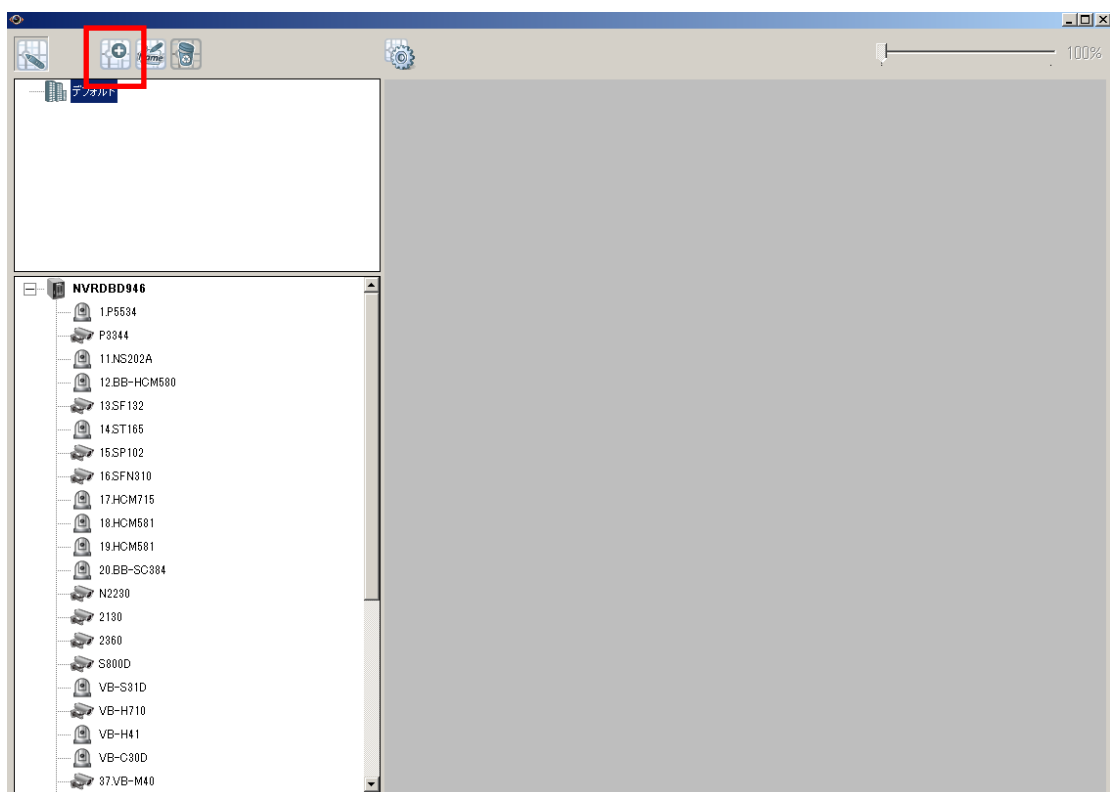 Name
100%
デフォルト
NVRDBD946
1.P5534
P3344
11.NS202A
12.BB-HCM580
13.SF132
14.ST165
15.SP102
16.SFN310
17.HCM715
18.HCM581
19.HCM581
20.BB-SC384
N2230
2130
2360
S800D
VB-S31D
VB-H710
VB-H41
VB-C30D
37.VB-M40